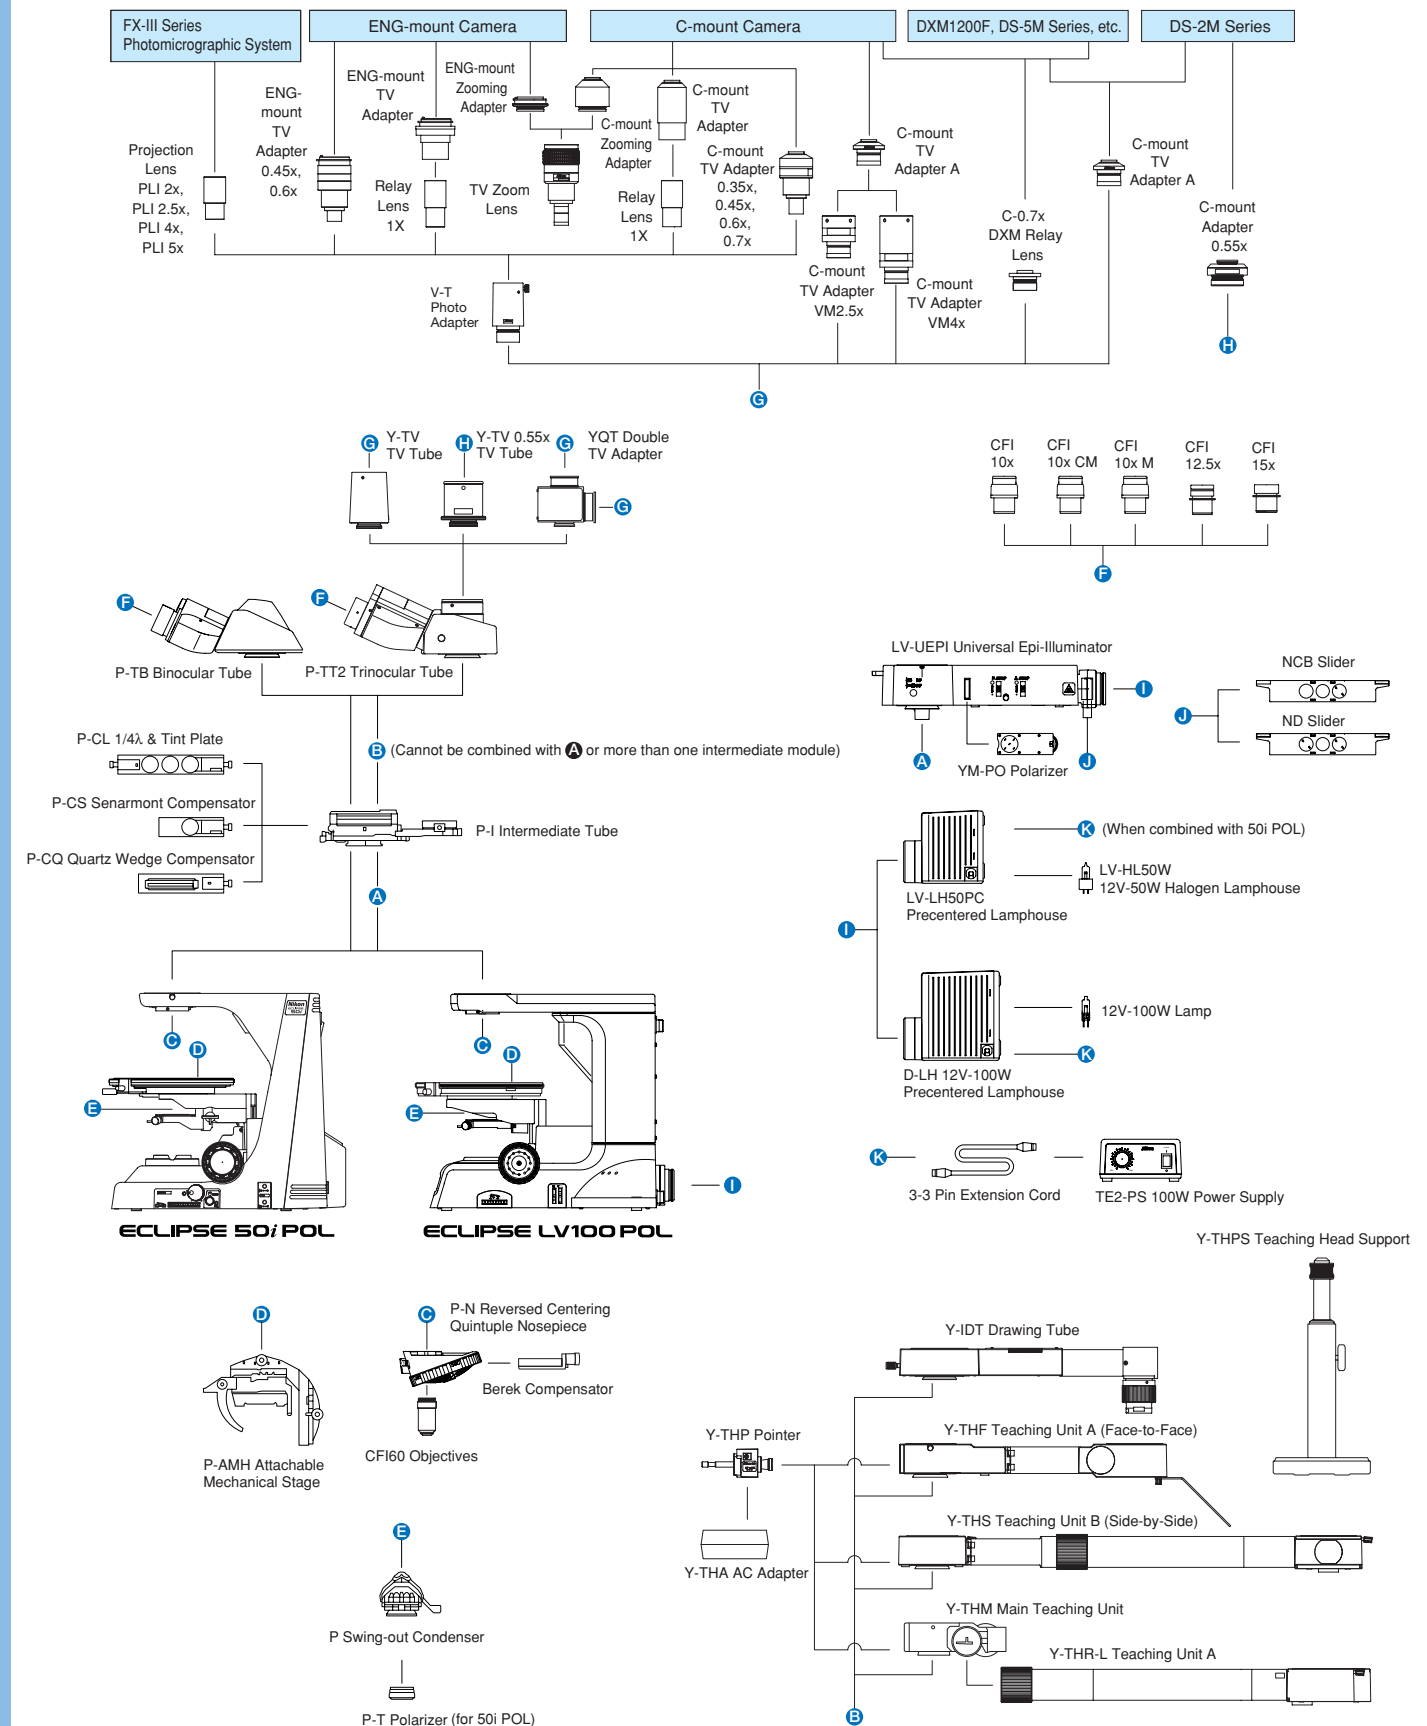 FX-III Series
Photomicrographic System
ENG-mount Camera
C-mount Camera
DXM1200F, DS-5M Series, etc.
DS-2M Series
Projection
Lens
PLI 2x,
PLI 2.5x,
PLI 4x,
PLI 5x
ENG-
mount
TV
Adapter
0.45x,
0.6x
ENG-mount
TV
Adapter
Relay
Lens
1X
ENG-mount
Zooming
Adapter
TV Zoom
Lens
C-mount
Zooming
Adapter
C-mount
TV
Adapter
Relay
Lens
1X
C-mount
TV Adapter
0.35x,
0.45x,
0.6x,
0.7x
C-mount
TV
Adapter A
C-mount
TV Adapter
VM2.5x
C-mount
TV Adapter
VM4x
C-0.7x
DXM Relay
Lens
C-mount
TV
Adapter A
C-mount
Adapter
0.55x
V-T
Photo
Adapter
H
G
G
Y-TV
TV Tube
H
Y-TV 0.55x
TV Tube
G
YQT Double
TV Adapter
G
CFI
10x
CFI
10x CM
CFI
10x M
CFI
12.5x
CFI
15x
F
F
P-TB Binocular Tube
F
P-TT2 Trinocular Tube
LV-UEPI Universal Epi-Illuminator
I
A
YM-PO Polarizer
J
NCB Slider
J
ND Slider
B (Cannot be combined with A or more than one intermediate module)
P-CL 1/4λ & Tint Plate
P-CS Senarmont Compensator
P-CQ Quartz Wedge Compensator
P-I Intermediate Tube
A
K (When combined with 50i POL)
LV-HL50W
12V-50W Halogen Lamphouse
LV-LH50PC
Precentered Lamphouse
I
12V-100W Lamp
K
D-LH 12V-100W
Precentered Lamphouse
C
D
E
Nikon
ECLIPSE
50i
ECLIPSE 50i POL
C
D
E
I
ECLIPSE LV100 POL
K
3-3 Pin Extension Cord
TE2-PS 100W Power Supply
Y-THPS Teaching Head Support
D
P-AMH Attachable
Mechanical Stage
C
P-N Reversed Centering
Quintuple Nosepiece
Berek Compensator
CFI60 Objectives
E
P Swing-out Condenser
P-T Polarizer (for 50i POL)
Y-IDT Drawing Tube
Y-THP Pointer
Y-THA AC Adapter
Y-THF Teaching Unit A (Face-to-Face)
Y-THS Teaching Unit B (Side-by-Side)
Y-THM Main Teaching Unit
Y-THR-L Teaching Unit A
B